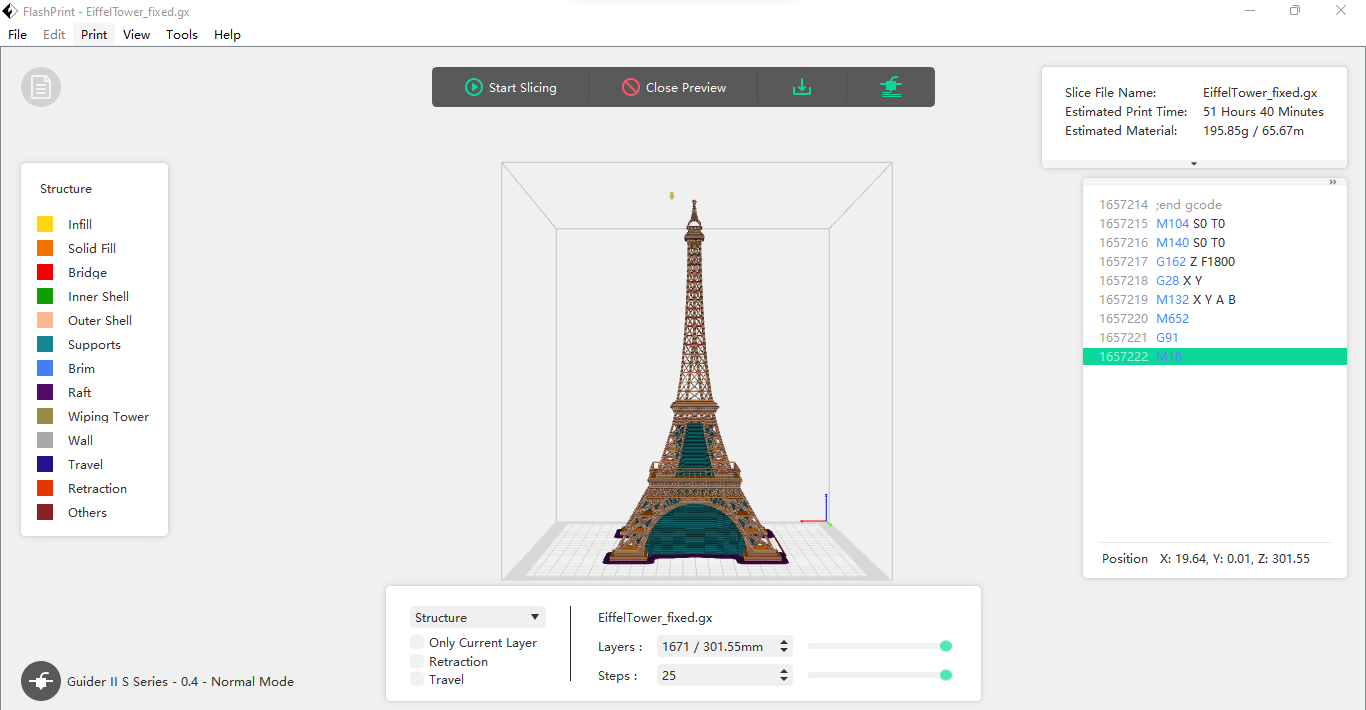 FlashPrint - EiffelTower_fixed.gx
File Edit Print View Tools Help
Start Slicing Close Preview
Slice File Name: EiffelTower_fixed.gx
Estimated Print Time: 51 Hours 40 Minutes
Estimated Material: 195.85g / 65.67m
Structure
Infill
Solid Fill
Bridge
Inner Shell
Outer Shell
Supports
Brim
Raft
Wiping Tower
Wall
Travel
Retraction
Others
1657214 ;end gcode
1657215 M104 S0 T0
1657216 M140 S0 T0
1657217 G162 Z F1800
1657218 G28 X Y
1657219 M132 X Y A B
1657220 M652
1657221 G91
1657222 M18
Position X: 19.64, Y: 0.01, Z: 301.55
Structure
Only Current Layer
Retraction
Travel
EiffelTower_fixed.gx
Layers : 1671 / 301.55mm
Steps : 25
Guider II S Series - 0.4 - Normal Mode